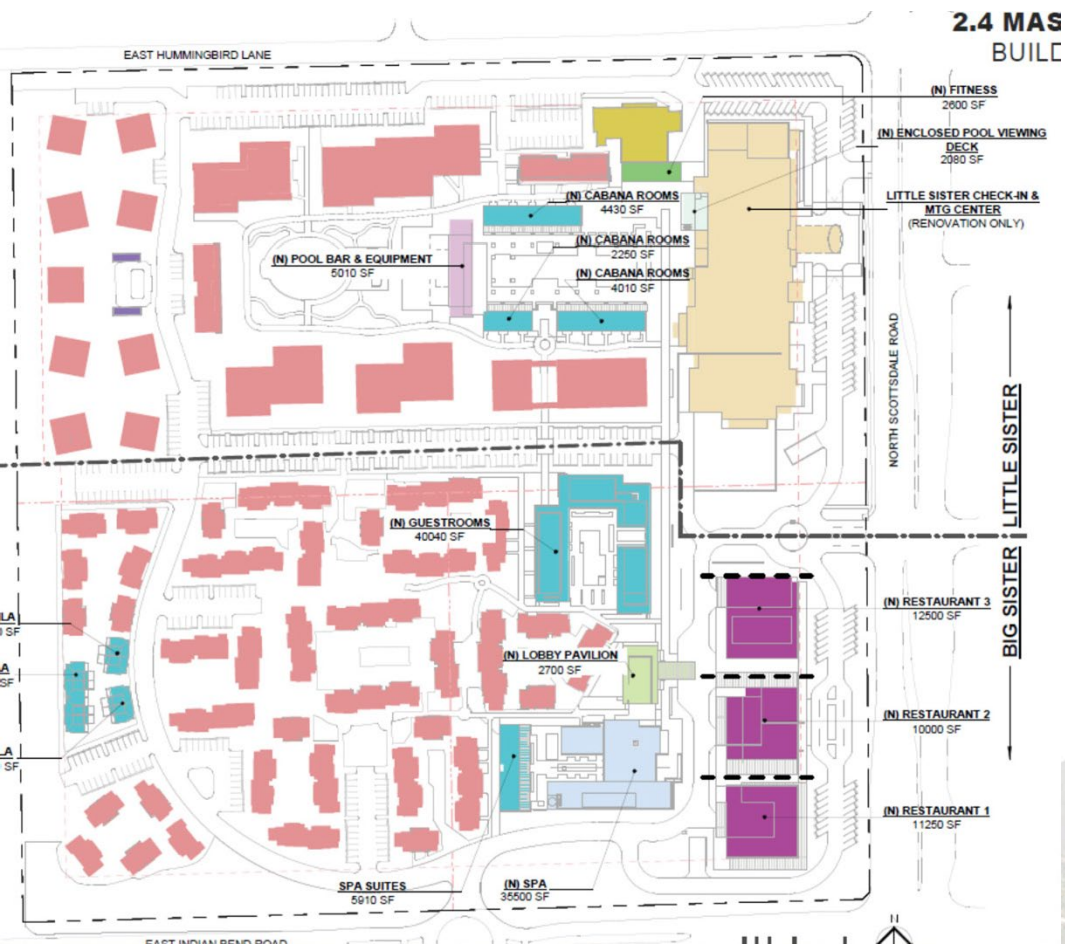 2.4 MAS
BUILD
EAST HUMMINGBIRD LANE
(N) FITNESS
2600 SF
(N) ENCLOSED POOL VIEWING
DECK
2080 SF
LITTLE SISTER CHECK-IN &
MTG CENTER
(RENOVATION ONLY)
(N) CABANA ROOMS
4430 SF
(N) CABANA ROOMS
2250 SF
(N) POOL BAR & EQUIPMENT
5010 SF
(N) CABANA ROOMS
4010 SF
NORTH SCOTTSDALE ROAD
LITTLE SISTER
BIG SISTER
(N) GUESTROOMS
40040 SF
(N) RESTAURANT 3
12500 SF
LA
0 SF
(N) LOBBY PAVILION
2700 SF
A
SF
(N) RESTAURANT 2
10000 SF
LA
SF
(N) RESTAURANT 1
11250 SF
SPA SUITES
5910 SF
(N) SPA
35500 SF
EAST INDIAN BEND ROAD